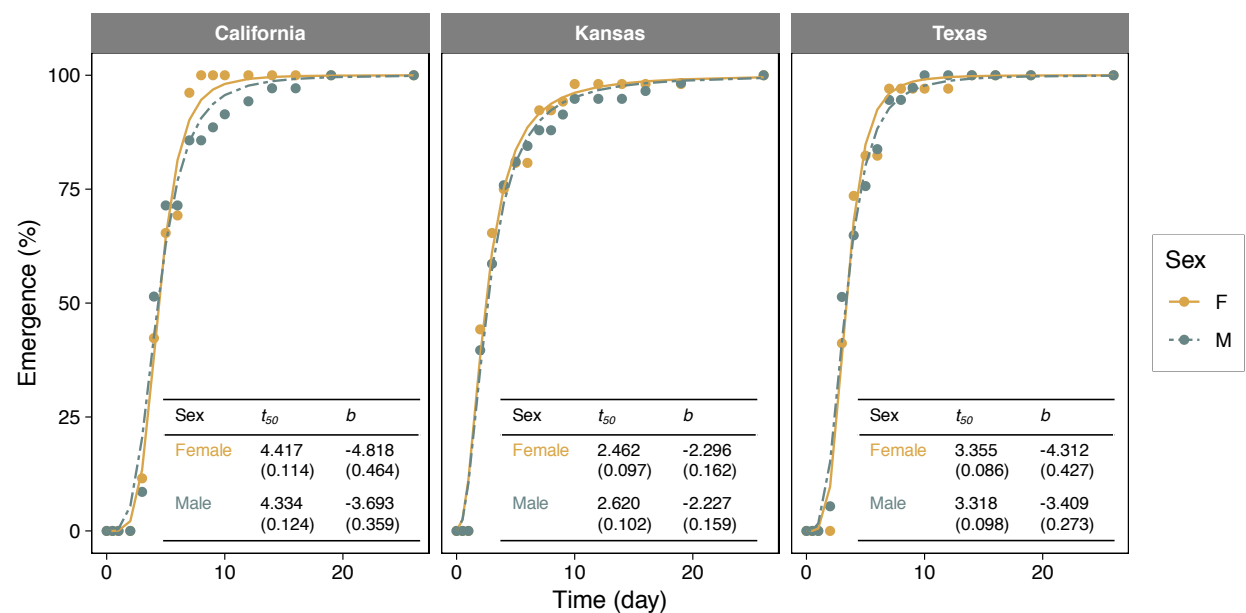 California
Kansas
Texas
Emergence (%)
100
75
50
25
0
Sex t50 b
Female 4.417 -4.818
(0.114) (0.464)
Male 4.334 -3.693
(0.124) (0.359)
Sex t50 b
Female 2.462 -2.296
(0.097) (0.162)
Male 2.620 -2.227
(0.102) (0.159)
Sex t50 b
Female 3.355 -4.312
(0.086) (0.427)
Male 3.318 -3.409
(0.098) (0.273)
0 10 20
0 10 20
0 10 20
Time (day)
Sex
F
M